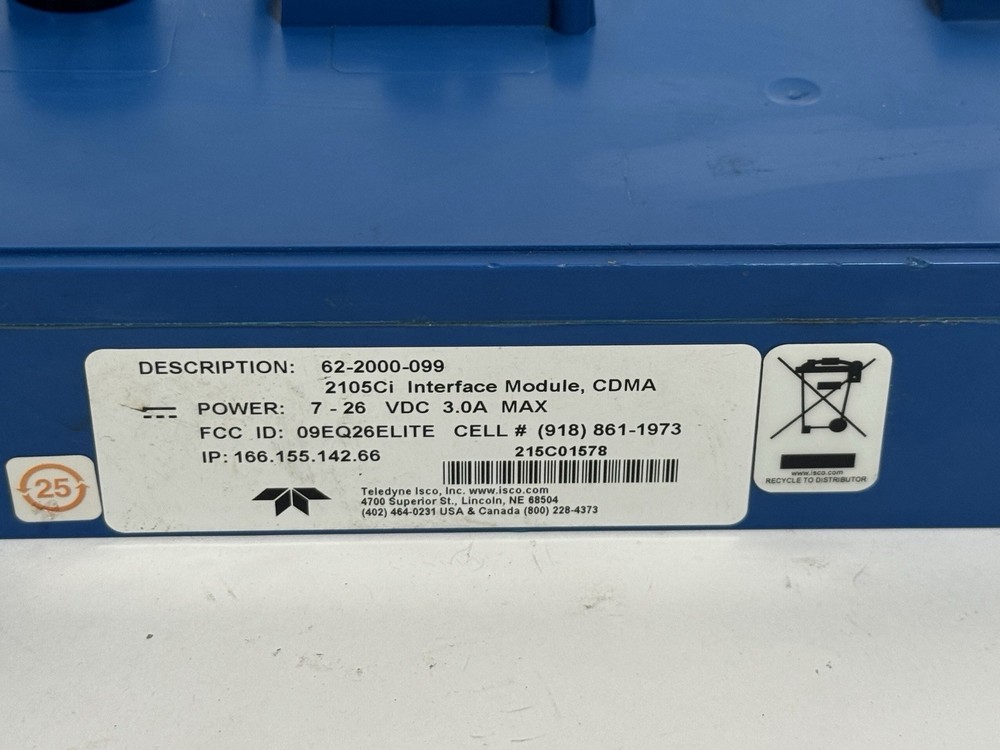 DESCRIPTION: 62-2000-099
2105Ci Interface Module, CDMA
POWER: 7 - 26 VDC 3.0A MAX
FCC ID: 09EQ26ELITE CELL # (918) 861-1973
IP: 166.155.142.66
215C01578
Teledyne Isco, Inc. www.isco.com
4700 Superior St., Lincoln, NE 68504
(402) 464-0231 USA & Canada (800) 228-4373
25
www.isco.com
RECYCLE TO DISTRIBUTOR